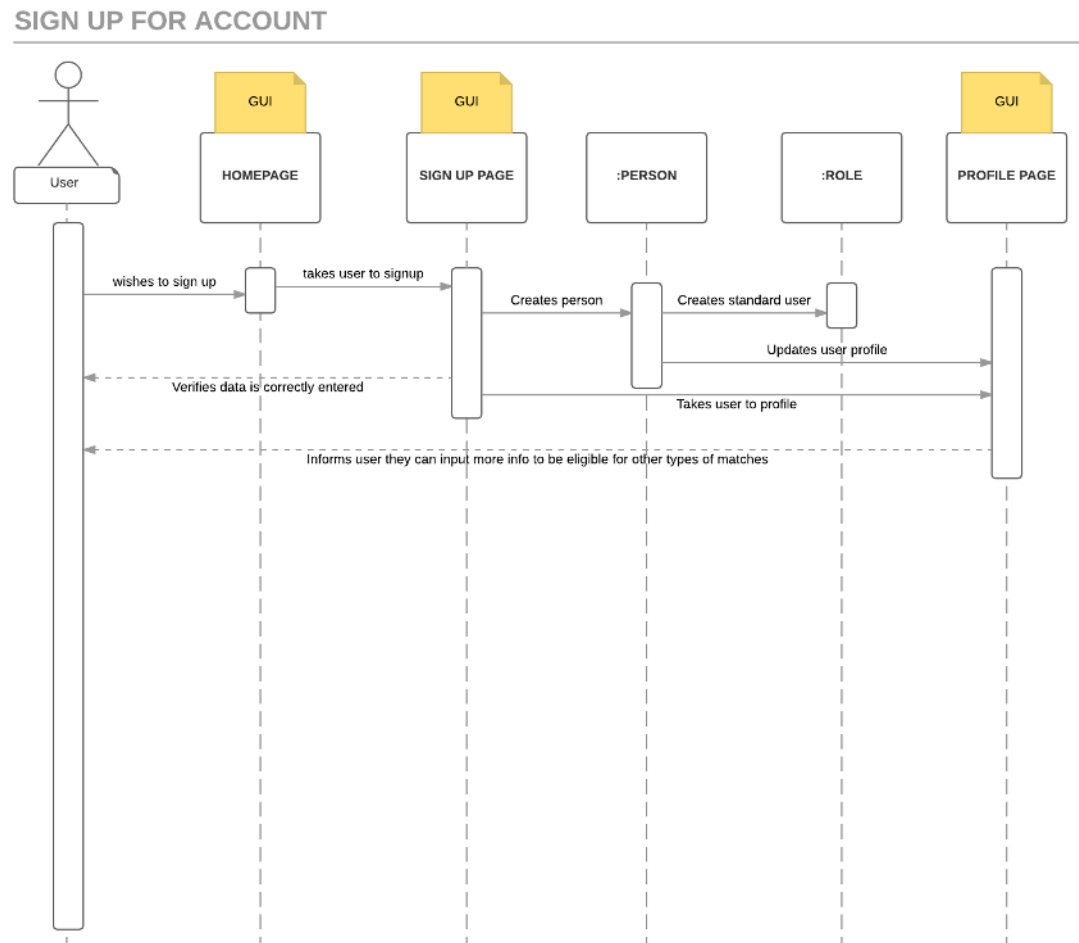 SIGN UP FOR ACCOUNT
GUI
GUI
GUI
User
HOMEPAGE
SIGN UP PAGE
:PERSON
:ROLE
PROFILE PAGE
wishes to sign up
takes user to signup
Creates person
Creates standard user
Updates user profile
Verifies data is correctly entered
Takes user to profile
Informs user they can input more info to be eligible for other types of matches